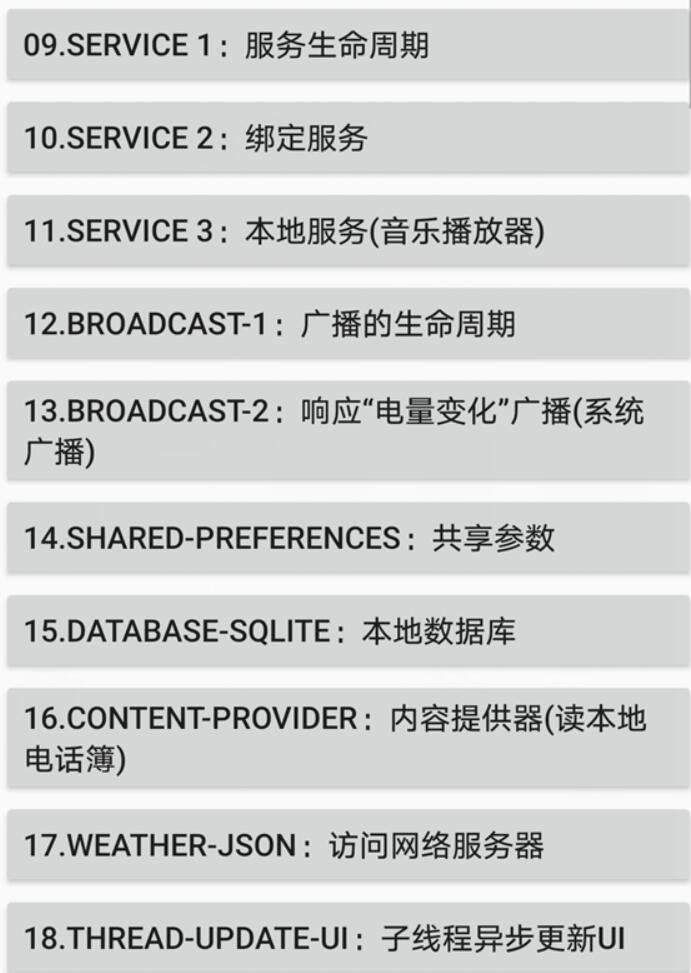 09.SERVICE 1：服务生命周期
10.SERVICE 2：绑定服务
11.SERVICE 3：本地服务(音乐播放器)
12.BROADCAST-1：广播的生命周期
13.BROADCAST-2：响应“电量变化”广播(系统
广播)
14.SHARED-PREFERENCES：共享参数
15.DATABASE-SQLITE：本地数据库
16.CONTENT-PROVIDER：内容提供器(读本地
电话簿)
17.WEATHER-JSON：访问网络服务器
18.THREAD-UPDATE-UI：子线程异步更新UI